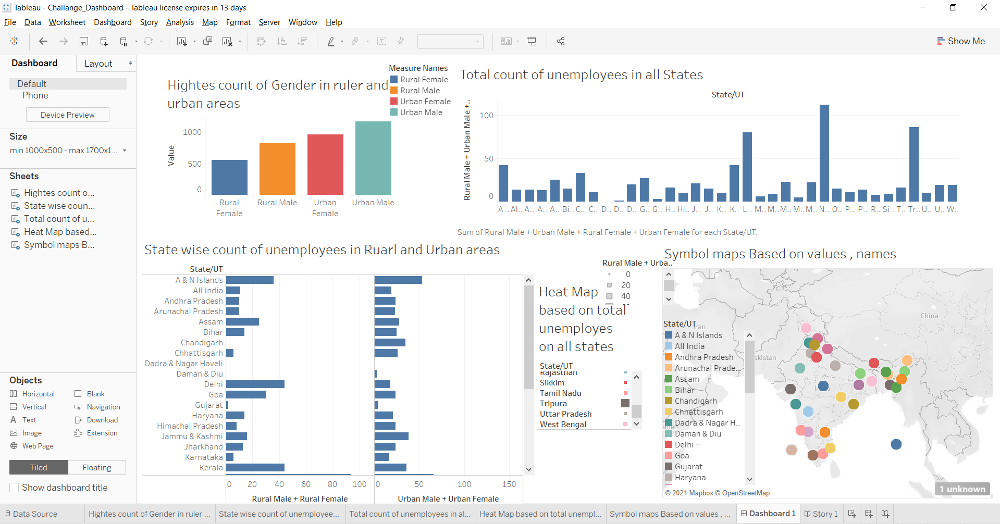 Tableau - Challange_Dashboard - Tableau license expires in 13 days
File Data Worksheet Dashboard Story Analysis Map Format Server Window Help
Show Me
Dashboard Layout
Default
Phone
Device Preview
Size
min 1000x500 - max 1700x1...
Sheets
Hightes count o...
State wise coun...
Total count of u...
Heat Map based...
Symbol maps B...
Objects
Horizontal Blank
Vertical Navigation
Text Download
Image Extension
Web Page
Tiled Floating
Show dashboard title
Hightes count of Gender in ruler and
urban areas
Measure Names
Rural Female
Rural Male
Urban Female
Urban Male
Value
1000
500
0
Rural Female
Rural Male
Urban Female
Urban Male
Total count of unemployees in all States
State/UT
Rural Male + Urban Male +..
100
50
0
A .. Al.. A.. A.. A.. Bi.. C.. C.. D.. D.. D.. G.. G.. H.. Hi.. J.. J.. K.. K.. L.. M.. M.. M.. M.. M.. N.. O.. P.. P.. R.. Si.. T.. Tr.. U.. U.. W..
Sum of Rural Male + Urban Male + Rural Female + Urban Female for each State/UT.
State wise count of unemployees in Ruarl and Urban areas
State/UT
A & N Islands
All India
Andhra Pradesh
Arunachal Pradesh
Assam
Bihar
Chandigarh
Chhattisgarh
Dadra & Nagar Haveli
Daman & Diu
Delhi
Goa
Gujarat
Haryana
Himachal Pradesh
Jammu & Kashmi
Jharkhand
Karnataka
Kerala
0 20 40 60 80 100
0 50 100 150
Rural Male + Rural Female
Urban Male + Urban Female
Rural Male + Urba..
0
20
40
Heat Map
based on total
unemployes
on all states
State/UT
Rajasthan
Sikkim
Tamil Nadu
Tripura
Uttar Pradesh
West Bengal
Symbol maps Based on values , names
State/UT
A & N Islands
All India
Andhra Pradesh
Arunachal Prade..
Assam
Bihar
Chandigarh
Chhattisgarh
Dadra & Nagar H..
Daman & Diu
Delhi
Goa
Gujarat
Haryana
Iran
China
© 2021 Mapbox © OpenStreetMap
1 unknown
Data Source
Hightes count of Gender in ruler ...
State wise count of unemployee...
Total count of unemployees in al...
Heat Map based on total unempl...
Symbol maps Based on values , ...
Dashboard 1
Story 1